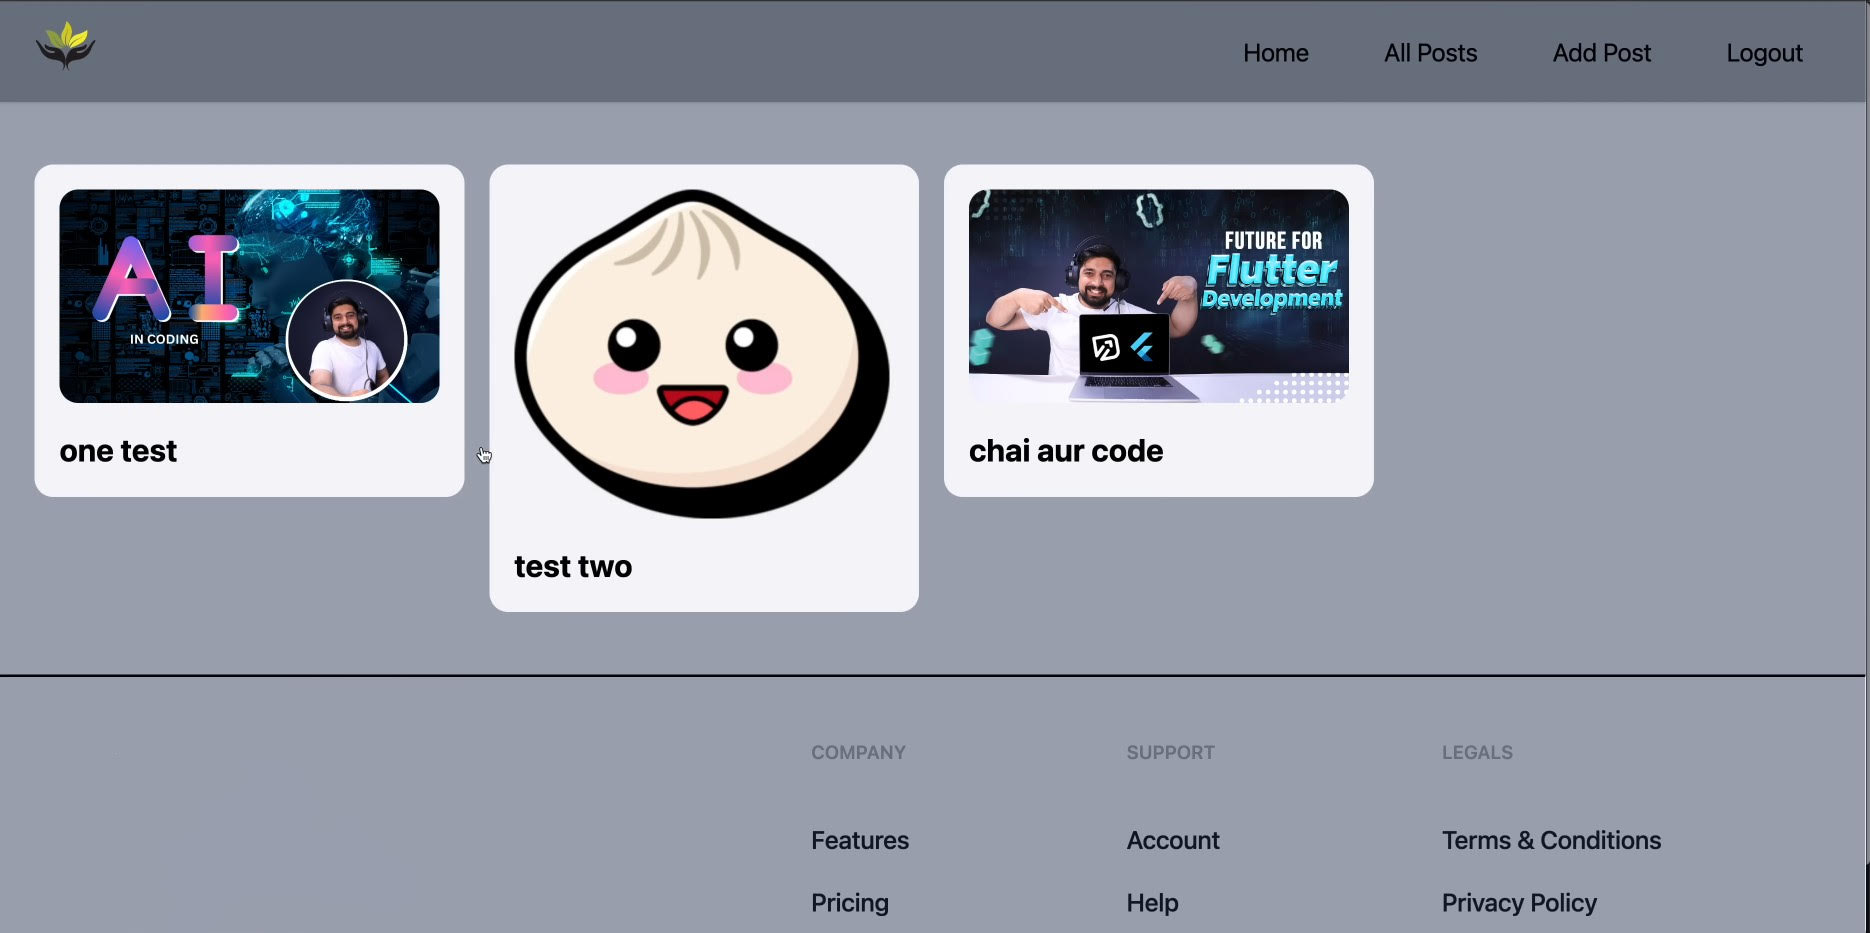 Home All Posts Add Post Logout
AI
IN CODING
one test
test two
FUTURE FOR
Flutter
Development
chai aur code
COMPANY SUPPORT LEGALS
Features Account Terms & Conditions
Pricing Help Privacy Policy